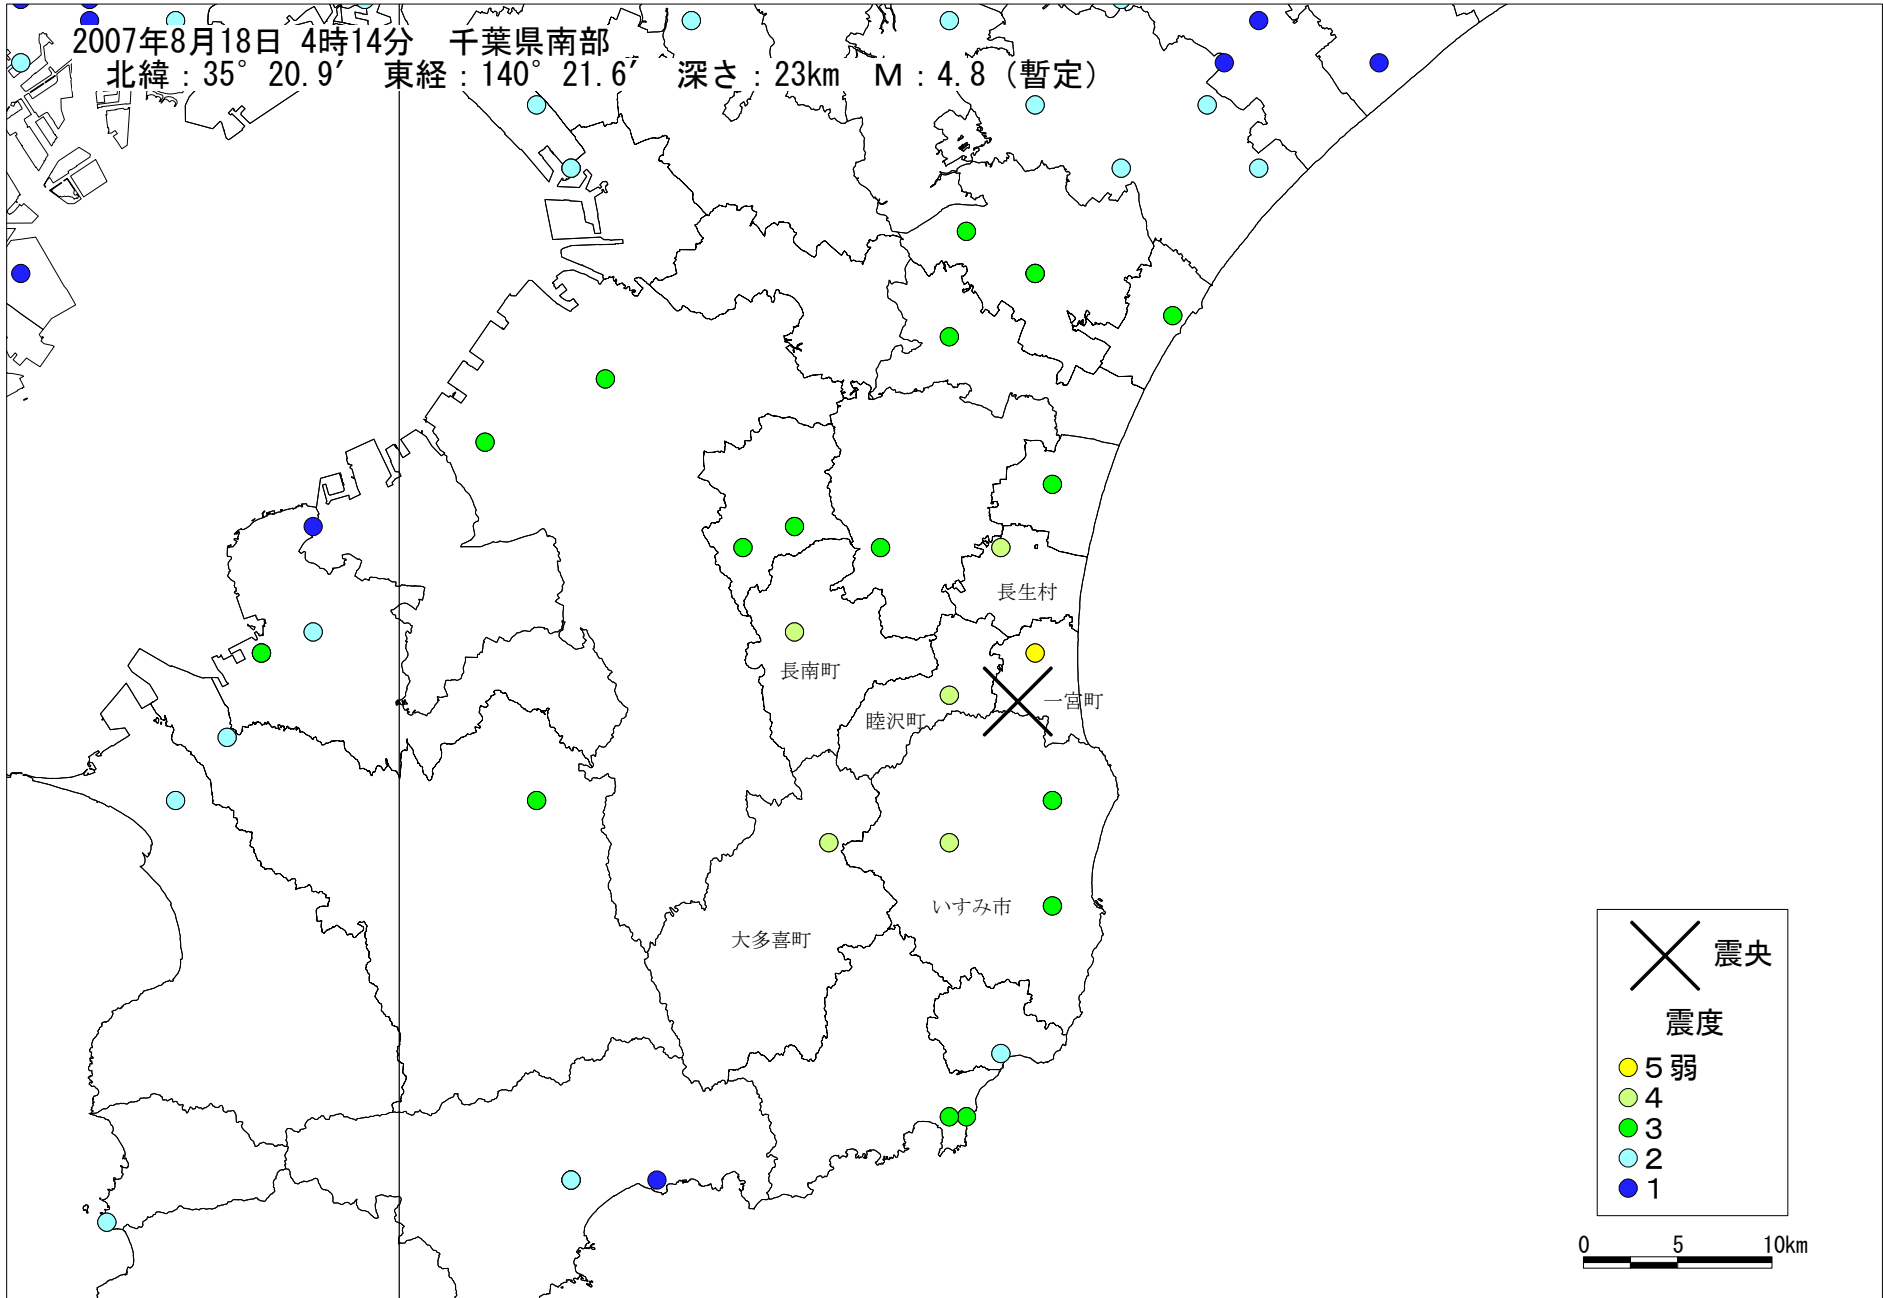 2007年8月18日 4時14分　千葉県南部
北緯：35°20.9′　東経：140°21.6′　深さ：23km　M：4.8（暫定）
長生村
長南町
一宮町
睦沢町
いすみ市
大多喜町
震央
震度
5弱
4
3
2
1
0 5 10km